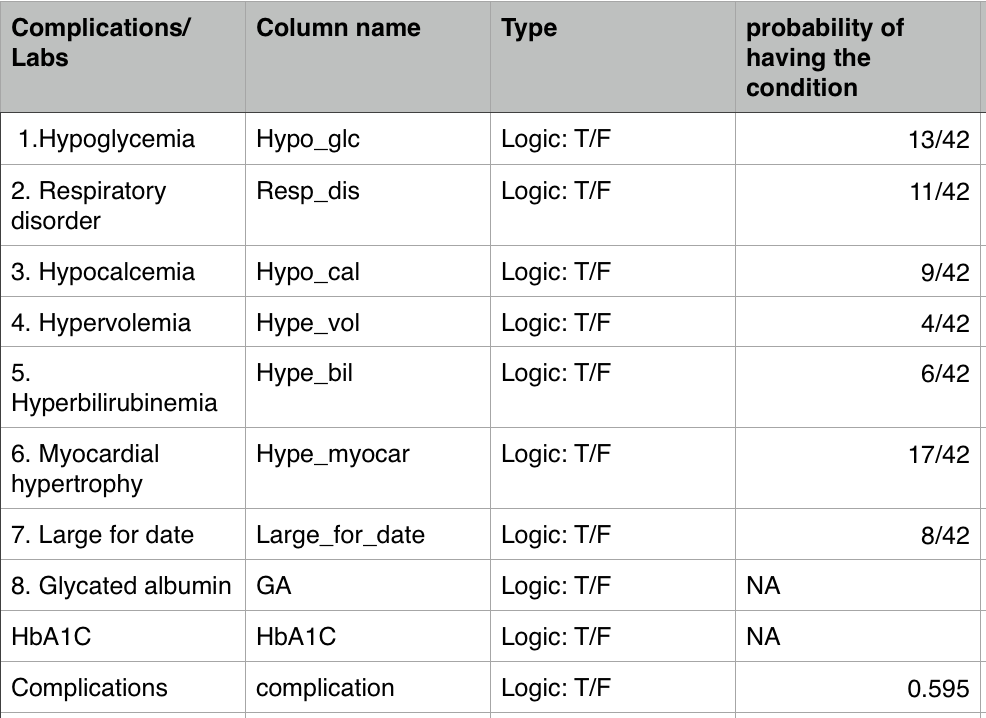 Complications/ Column name Type probability of
Labs having the
condition
1.Hypoglycemia Hypo_glc Logic: T/F 13/42
2. Respiratory Resp_dis Logic: T/F 11/42
disorder
3. Hypocalcemia Hypo_cal Logic: T/F 9/42
4. Hypervolemia Hype_vol Logic: T/F 4/42
5. Hype_bil Logic: T/F 6/42
Hyperbilirubinemia
6. Myocardial Hype_myocar Logic: T/F 17/42
hypertrophy
7. Large for date Large_for_date Logic: T/F 8/42
8. Glycated albumin GA Logic: T/F NA
HbA1C HbA1C Logic: T/F NA
Complications complication Logic: T/F 0.595